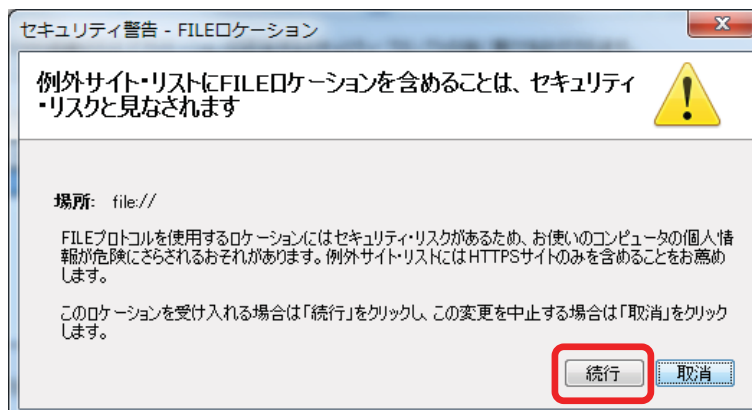 セキュリティ警告 - FILEロケーション
例外サイト・リストにFILEロケーションを含めることは、セキュリティ
・リスクと見なされます
場所: file://
FILEプロトコルを使用するロケーションにはセキュリティ・リスクがあるため、お使いのコンピュータの個人情
報が危険にさらされるおそれがあります。例外サイト・リストにはHTTPSサイトのみを含めることをお薦め
します。
このロケーションを受け入れる場合は「続行」をクリックし、この変更を中止する場合は「取消」をクリック
します。
続行 取消